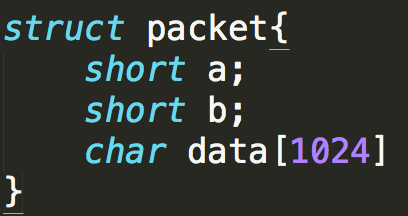 struct packet{
    short a;
    short b;
    char data[1024]
}